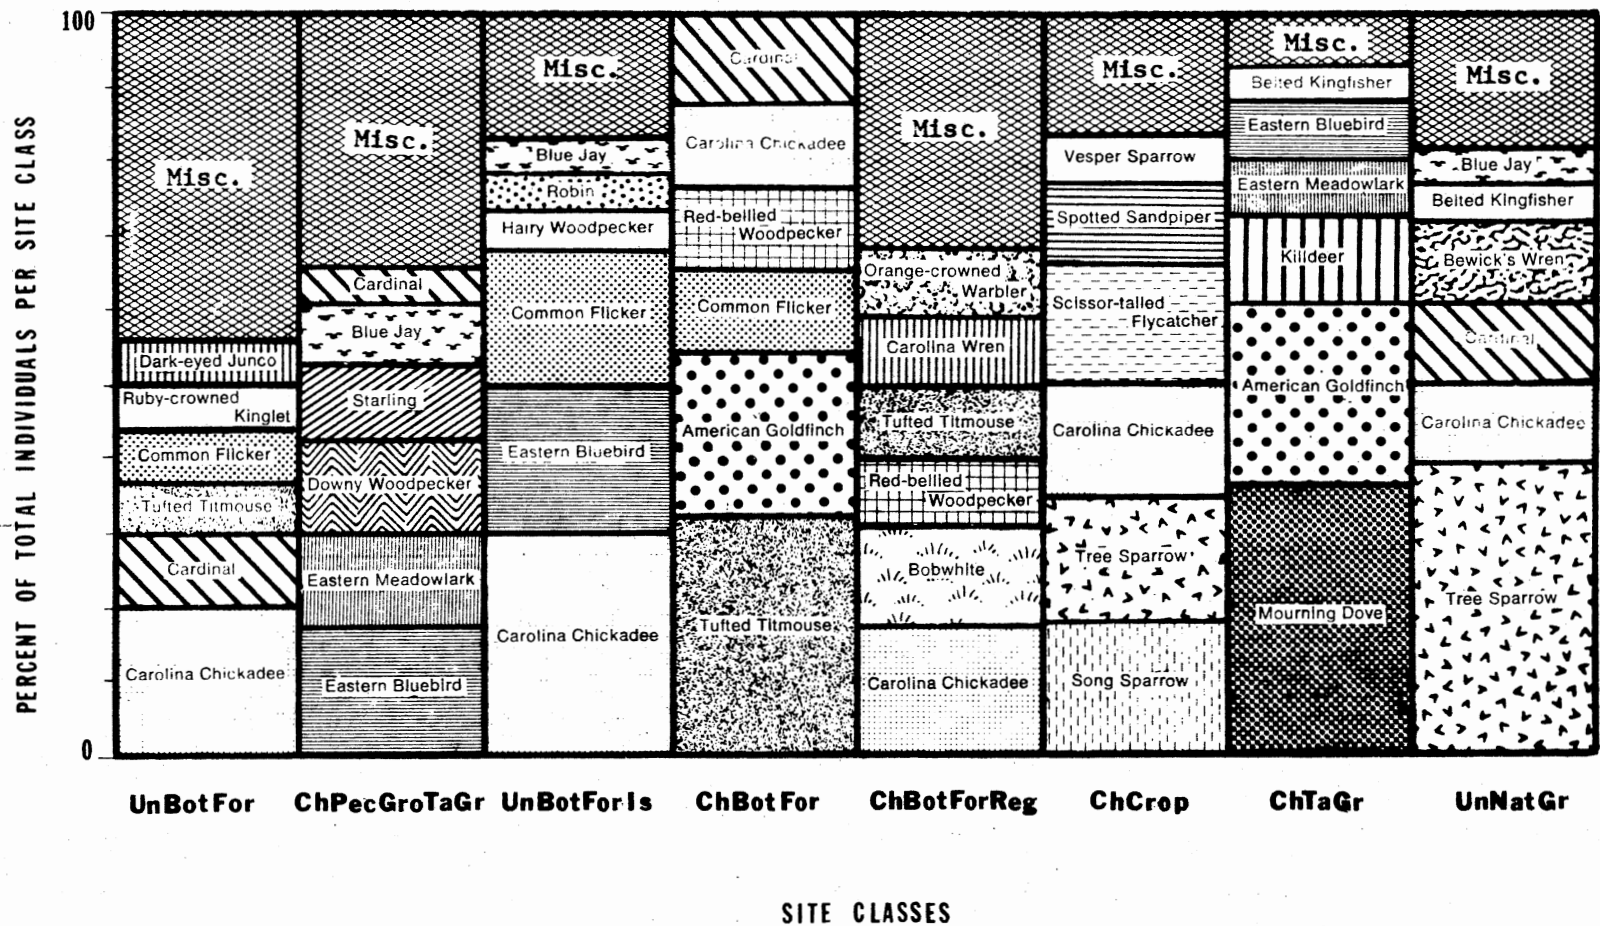 PERCENT OF TOTAL INDIVIDUALS PER SITE CLASS
100
0
Misc.
Dark-eyed Junco
Ruby-crowned
Kinglet
Common Flicker
Tufted Titmouse
Cardinal
Carolina Chickadee
UnBotFor
Misc.
Cardinal
Blue Jay
Starling
Downy Woodpecker
Eastern Meadowlark
Eastern Bluebird
ChPecGroTaGr
Misc.
Blue Jay
Robin
Hairy Woodpecker
Common Flicker
Eastern Bluebird
Carolina Chickadee
UnBotForIs
Cardinal
Carolina Chickadee
Red-bellied
Woodpecker
Common Flicker
American Goldfinch
Tufted Titmouse
ChBotFor
Misc.
Orange-crowned
Warbler
Carolina Wren
Tufted Titmouse
Red-bellied
Woodpecker
Bobwhite
Carolina Chickadee
ChBotForReg
Misc.
Vesper Sparrow
Spotted Sandpiper
Scissor-tailed
Flycatcher
Carolina Chickadee
Tree Sparrow
Song Sparrow
ChCrop
Misc.
Belted Kingfisher
Eastern Bluebird
Eastern Meadowlark
Killdeer
American Goldfinch
Mourning Dove
ChTaGr
Misc.
Blue Jay
Belted Kingfisher
Bewick's Wren
Cardinal
Carolina Chickadee
Tree Sparrow
UnNatGr
SITE CLASSES